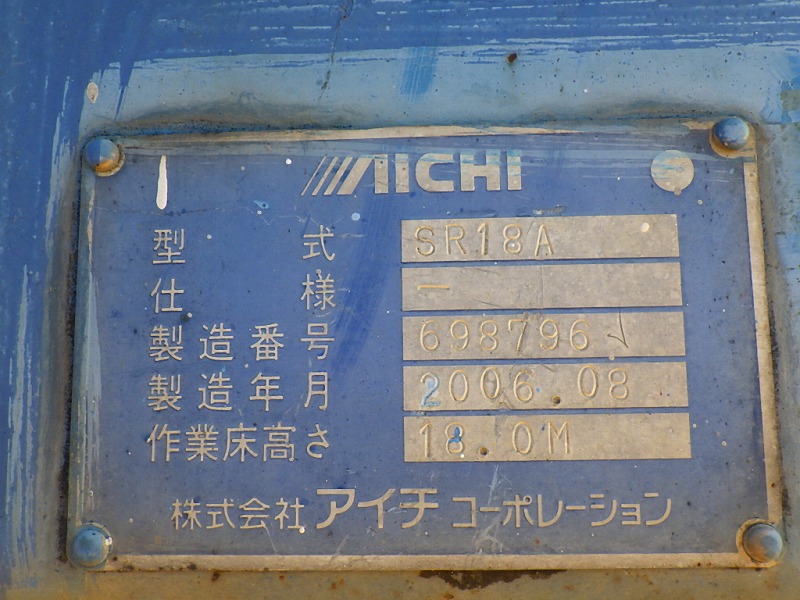 AICHI
型式 SR18A
仕様 —
製造番号 698796
製造年月 2006.08
作業床高さ 18.0M
株式会社アイチコーポレーション